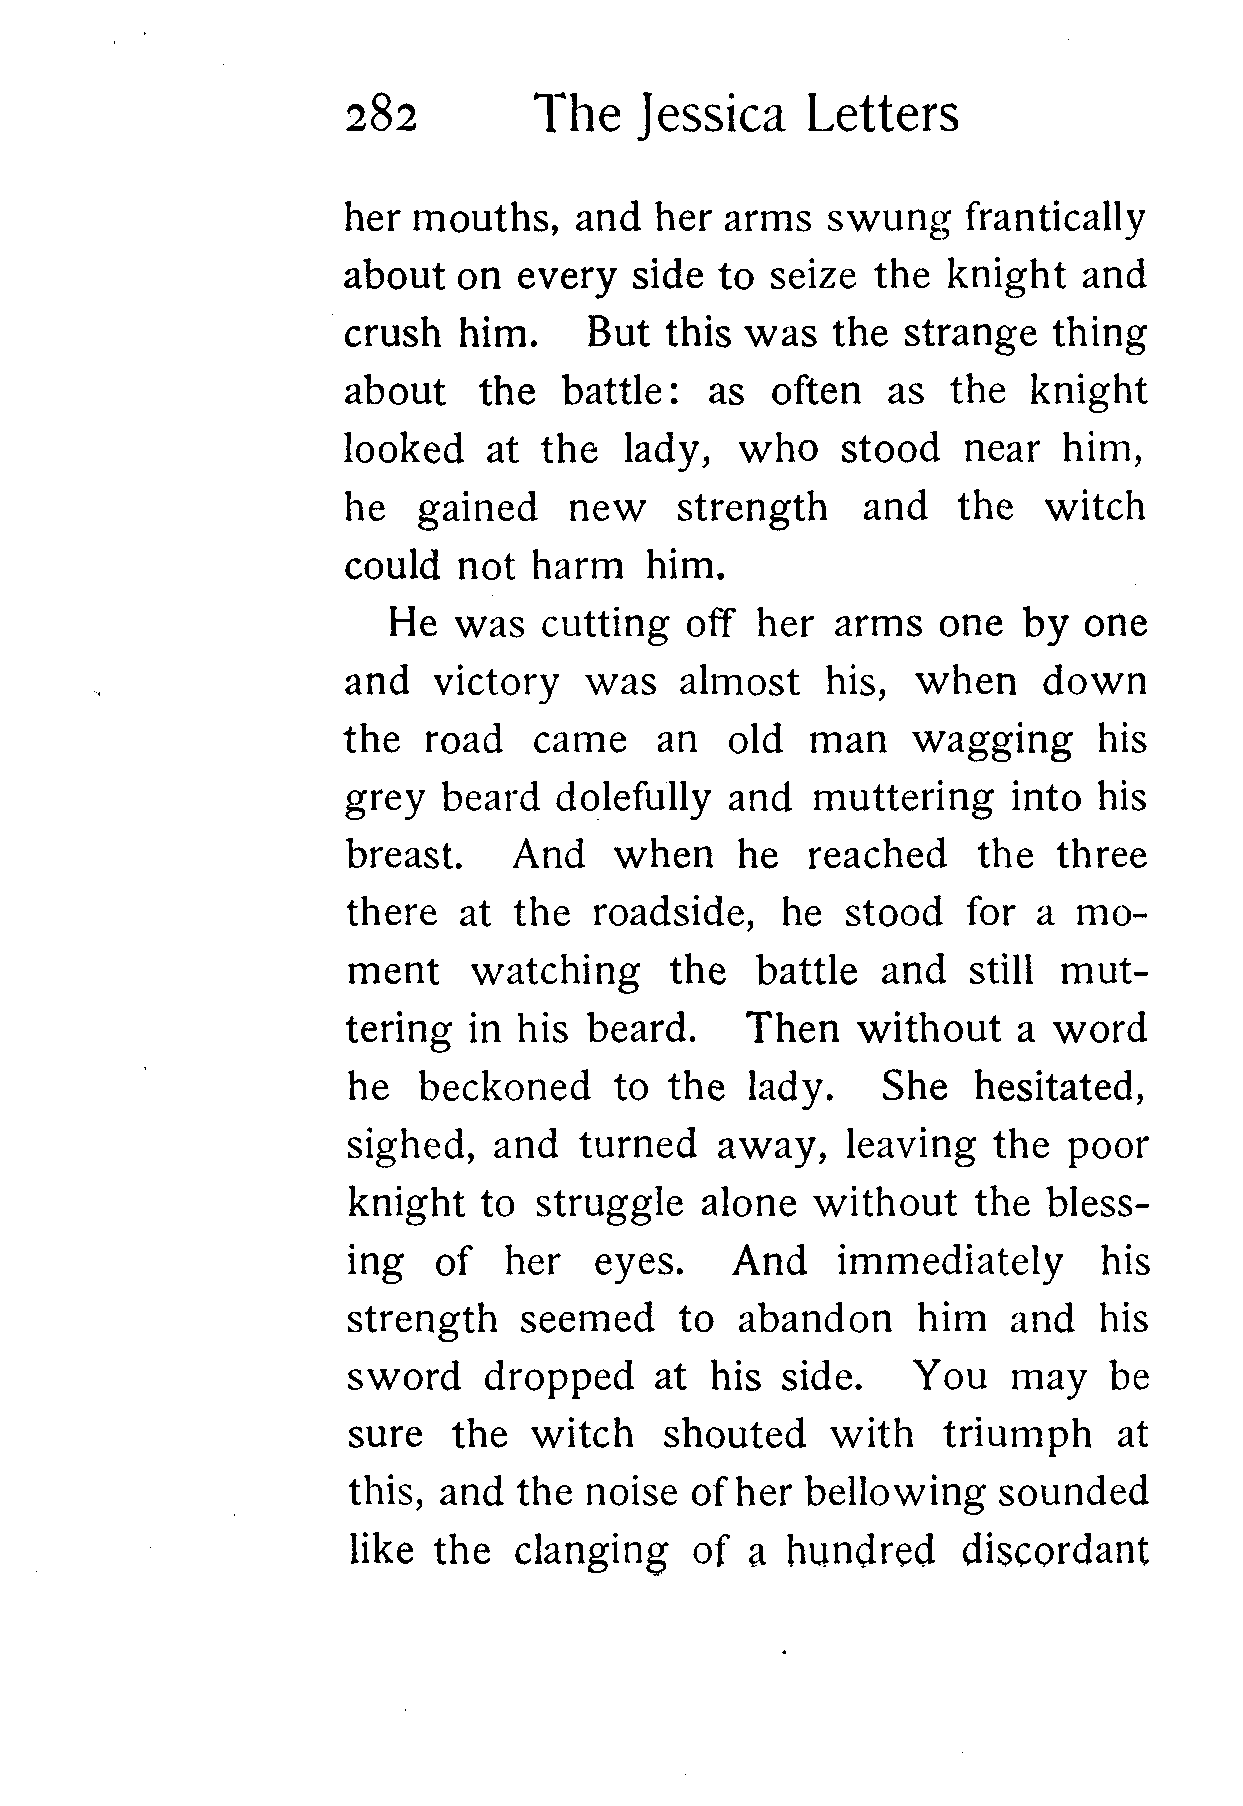 282 The Jessica Letters
her mouths, and her arms swung frantically
about on every side to seize the knight and
crush him. But this was the strange thing
about the battle: as often as the knight
looked at the lady, who stood near him,
he gained new strength and the witch
could not harm him.
He was cutting off her arms one by one
and victory was almost his, when down
the road came an old man wagging his
grey beard dolefully and muttering into his
breast. And when he reached the three
there at the roadside, he stood for a mo-
ment watching the battle and still mut-
tering in his beard. Then without a word
he beckoned to the lady. She hesitated,
sighed, and turned away, leaving the poor
knight to struggle alone without the bless-
ing of her eyes. And immediately his
strength seemed to abandon him and his
sword dropped at his side. You may be
sure the witch shouted with triumph at
this, and the noise of her bellowing sounded
like the clanging of a hundred discordant